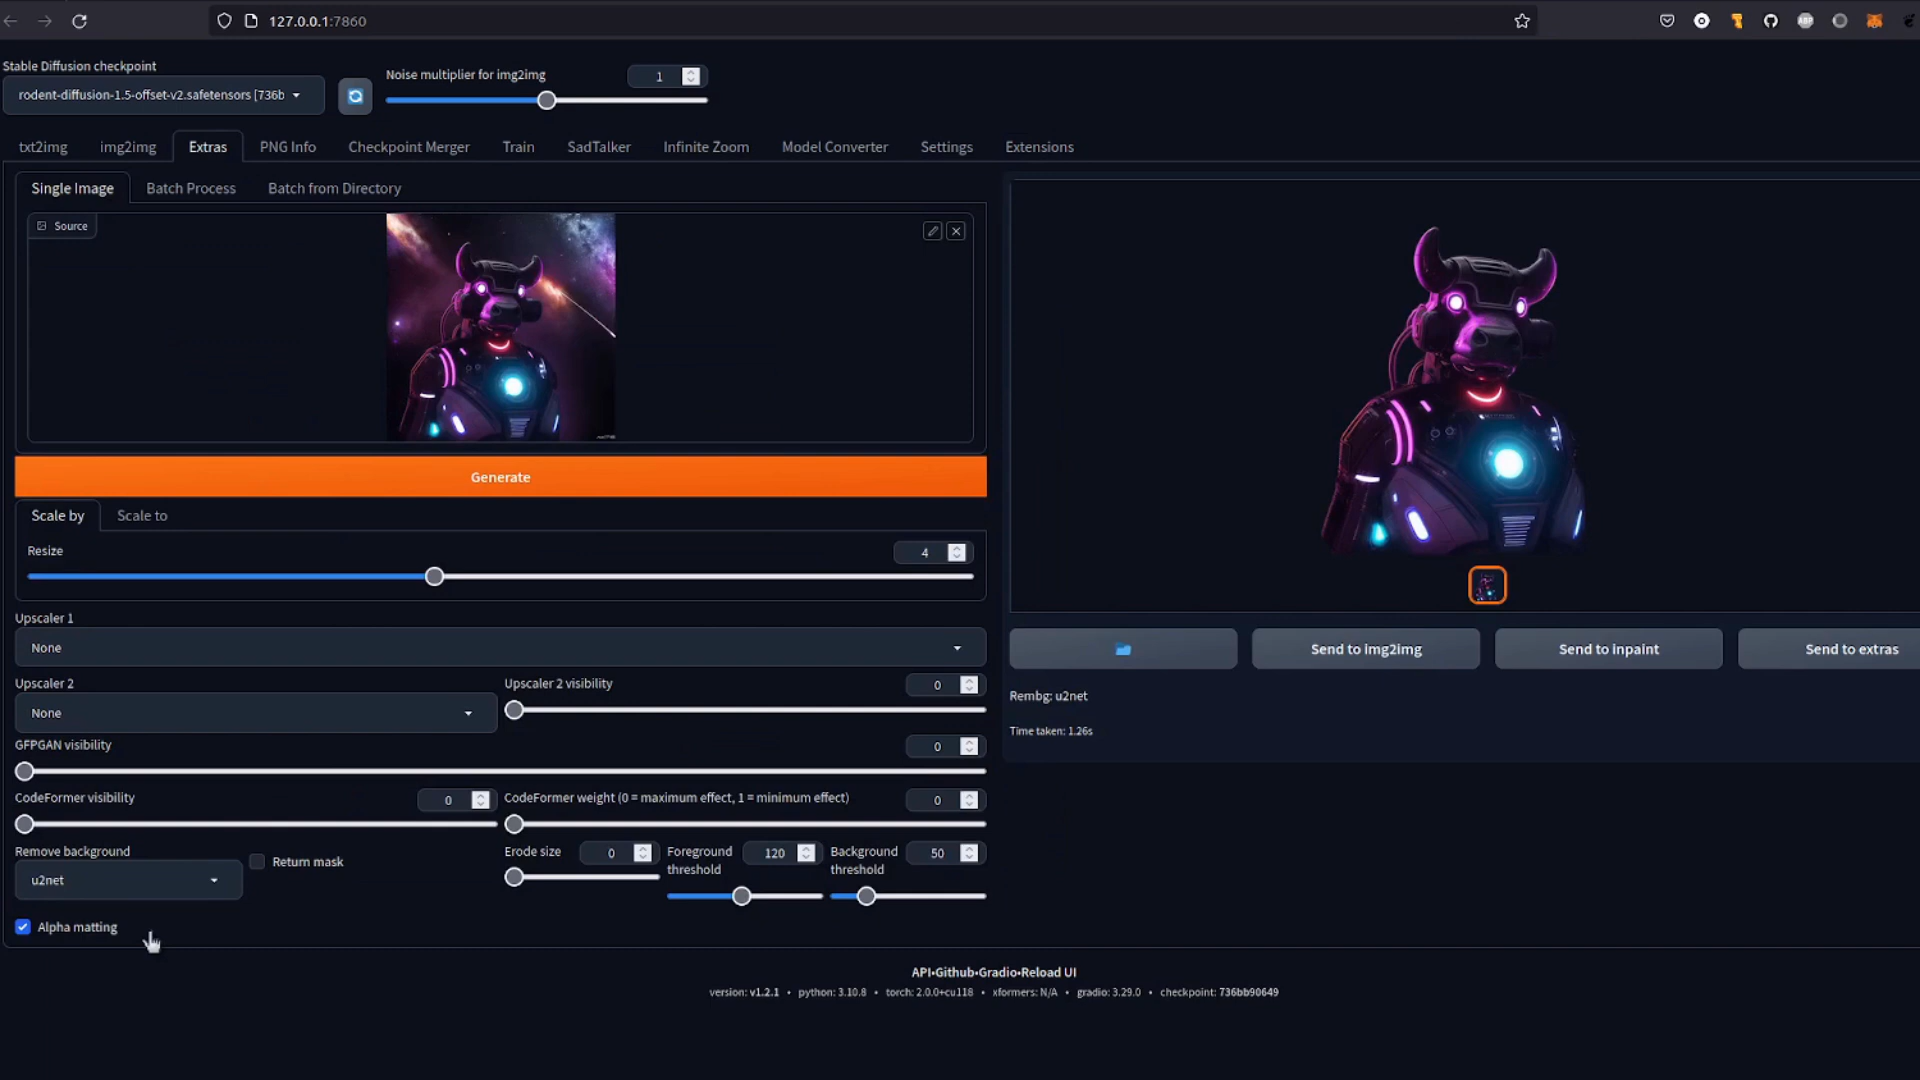 127.0.0.1:7860
Stable Diffusion checkpoint
rodent-diffusion-1.5-offset-v2.safetensors [736b
Noise multiplier for img2img
1
txt2img img2img Extras PNG Info Checkpoint Merger Train SadTalker Infinite Zoom Model Converter Settings Extensions
Single Image Batch Process Batch from Directory
Source
Generate
Scale by Scale to
Resize
4
Upscaler 1
None
Upscaler 2
None
Upscaler 2 visibility
0
GFPGAN visibility
0
CodeFormer visibility
0
CodeFormer weight (0 = maximum effect, 1 = minimum effect)
0
Remove background
u2net
Return mask
Erode size
0
Foreground
threshold
120
Background
threshold
50
Alpha matting
Send to img2img
Send to inpaint
Send to extras
Rembg: u2net
Time taken: 1.26s
API•Github•Gradio•Reload UI
version: v1.2.1 • python: 3.10.8 • torch: 2.0.0+cu118 • xformers: N/A • gradio: 3.29.0 • checkpoint: 736bb90649